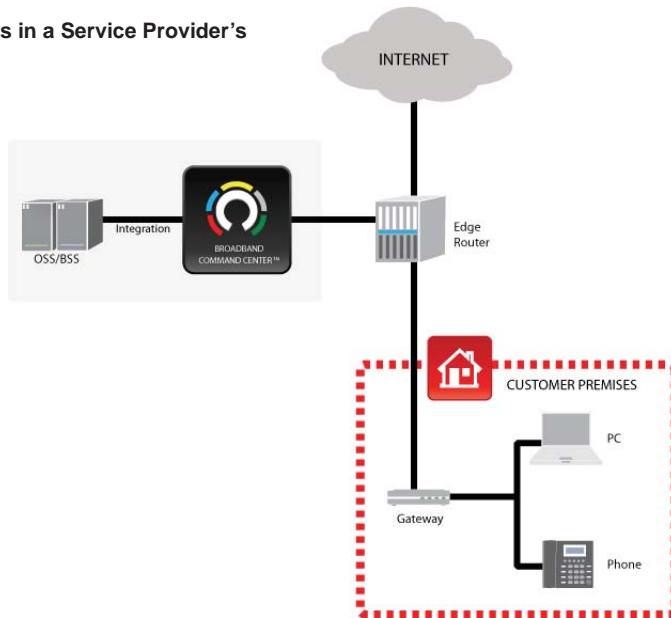 s in a Service Provider's
INTERNET
Integration
OSS/BSS
BROADBAND
COMMAND CENTER™
Edge
Router
CUSTOMER PREMISES
PC
Gateway
Phone